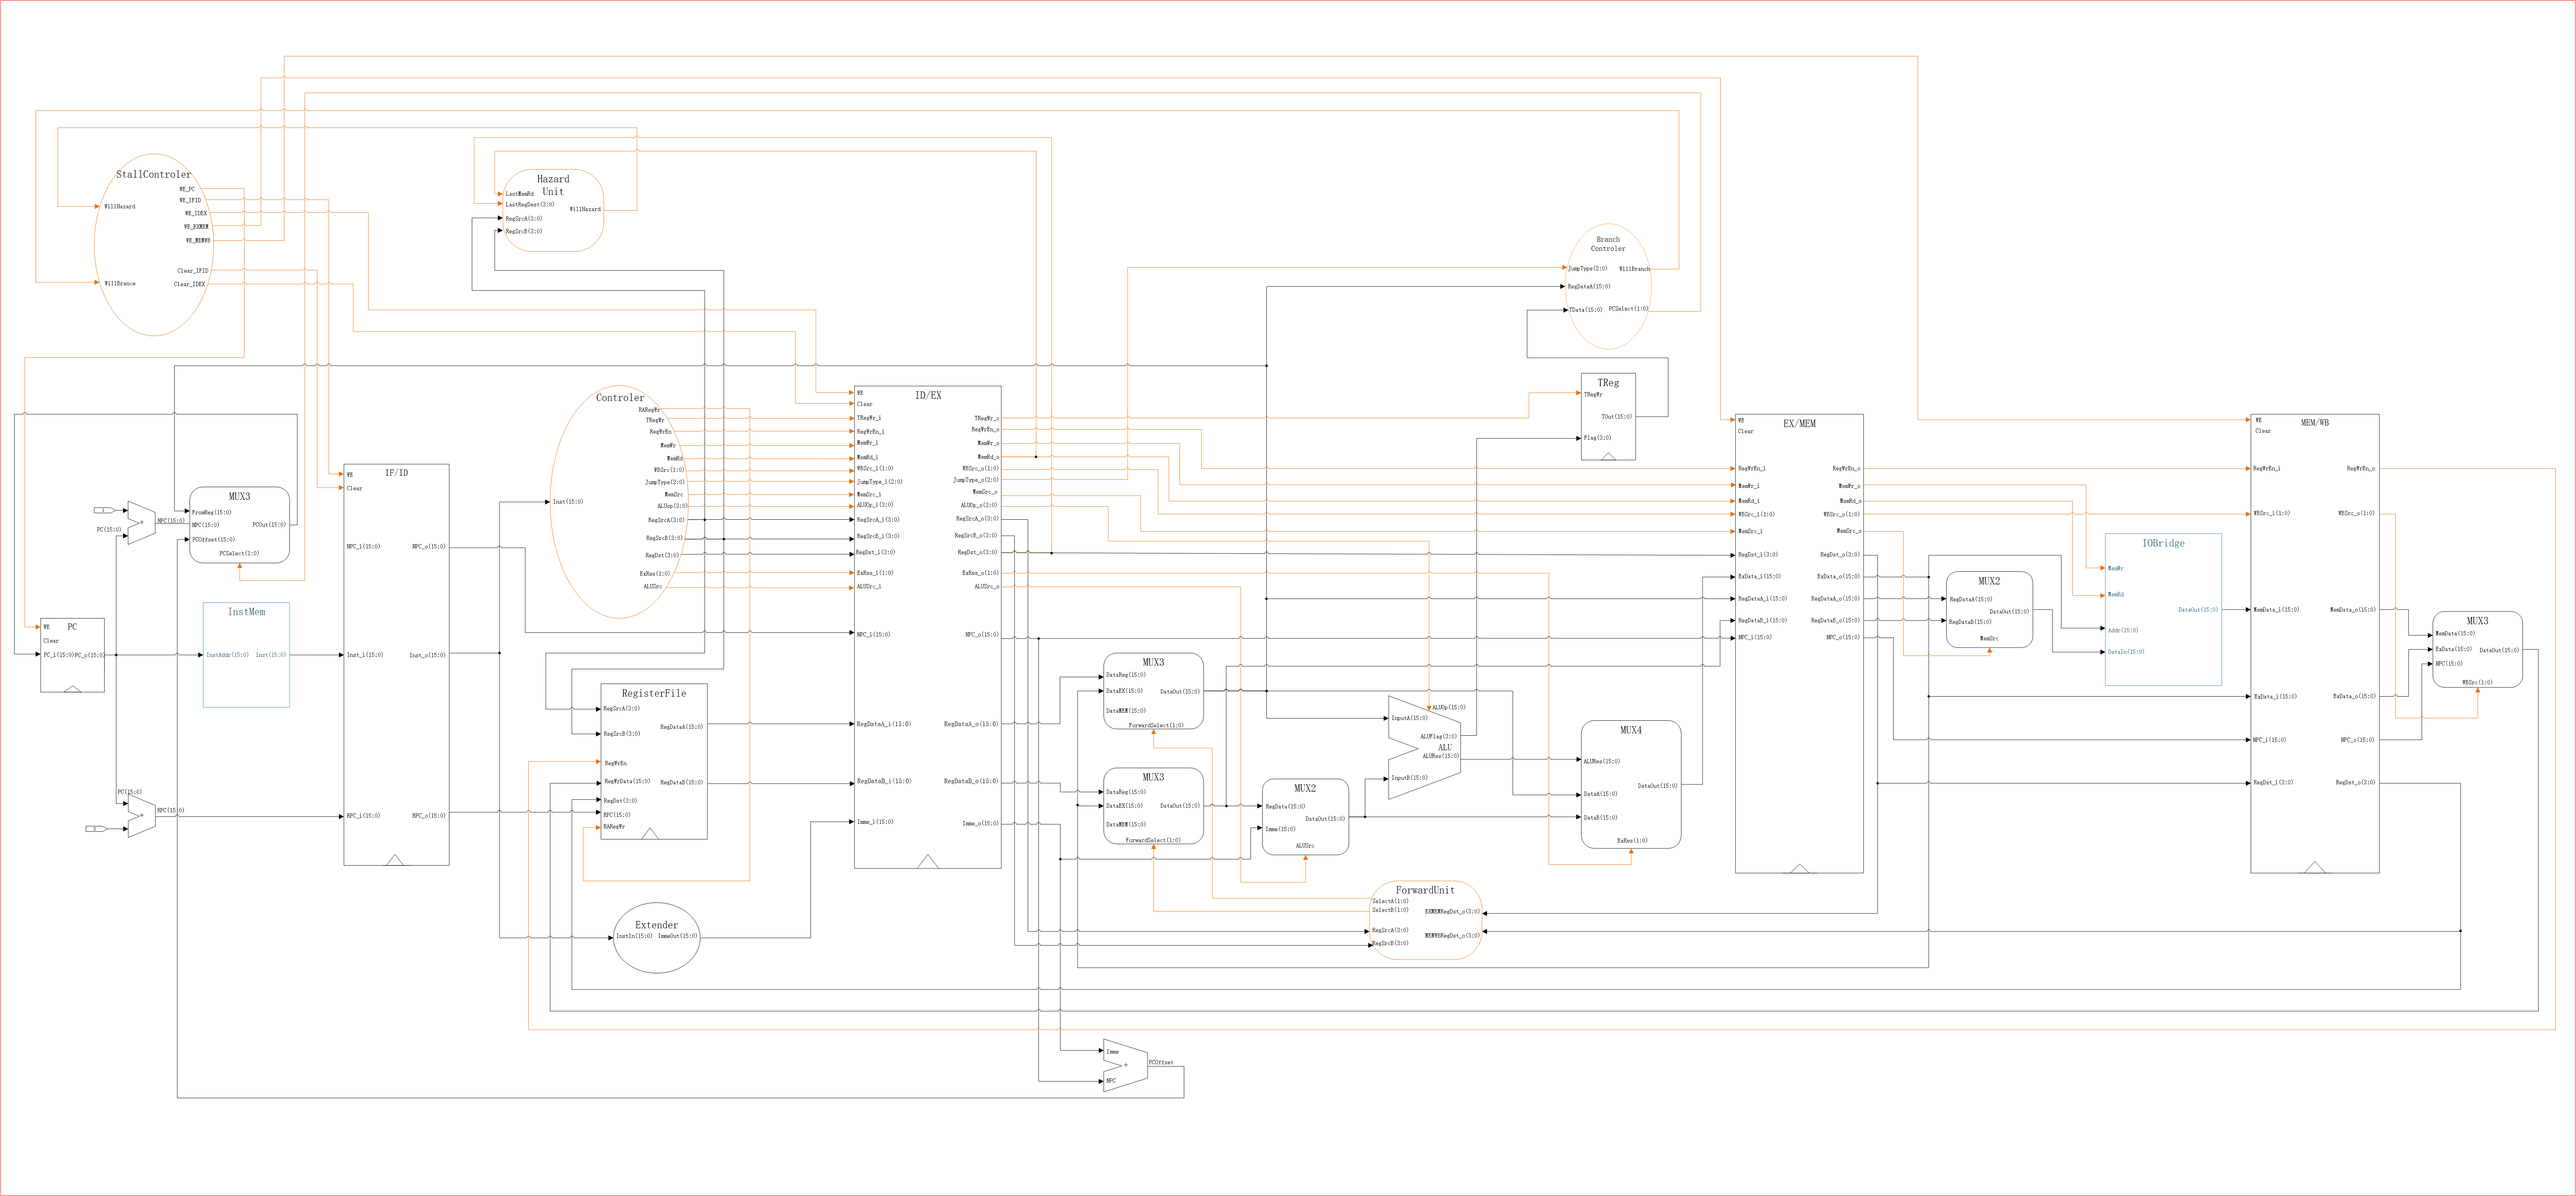 StallControler
WE_PC
WE_IFID
WillHazard
WE_IDEX
WE_EXMEM
WE_MEMWB
Clear_IFID
WillBrance
Clear_IDEX
Hazard
Unit
LastMemRd
LastRegDest(3:0)
WillHazard
RegSrcA(3:0)
RegSrcB(3:0)
Branch
Controler
JumpType(2:0)
WillBranch
RegDataA(15:0)
TData(15:0)
PCSelect(1:0)
MUX3
FromReg(15:0)
NPC(15:0)
PCOut(15:0)
PCOffset(15:0)
PCSelect(1:0)
NPC(15:0)
PC(15:0)
+
PC
WE
Clear
PC_i(15:0)
PC_o(15:0)
InstMem
InstAddr(15:0)
Inst(15:0)
PC(15:0)
RPC(15:0)
+
IF/ID
WE
Clear
NPC_i(15:0)
NPC_o(15:0)
Inst_i(15:0)
Inst_o(15:0)
RPC_i(15:0)
RPC_o(15:0)
Controler
RARegWr
TRegWr
RegWrEn
MemWr
MemRd
WBSrc(1:0)
JumpType(2:0)
MemSrc
Inst(15:0)
ALUop(3:0)
RegSrcA(3:0)
RegSrcB(3:0)
RegDst(3:0)
ExRes(1:0)
ALUSrc
RegisterFile
RegSrcA(3:0)
RegDataA(15:0)
RegSrcB(3:0)
RegWrEn
RegWrData(15:0)
RegDataB(15:0)
RegDst(3:0)
RPC(15:0)
RARegWr
Extender
InstIn(15:0)
ImmeOut(15:0)
ID/EX
WE
Clear
TRegWr_i
TRegWr_o
RegWrEn_i
RegWrEn_o
MemWr_i
MemWr_o
MemRd_i
MemRd_o
WBSrc_i(1:0)
WBSrc_o(1:0)
JumpType_i(2:0)
JumpType_o(2:0)
MemSrc_i
MemSrc_o
ALUOp_i(3:0)
ALUOp_o(3:0)
RegSrcA_i(3:0)
RegSrcA_o(3:0)
RegSrcB_i(3:0)
RegSrcB_o(3:0)
RegDst_i(3:0)
RegDst_o(3:0)
ExRes_i(1:0)
ExRes_o(1:0)
ALUSrc_i
ALUSrc_o
NPC_i(15:0)
NPC_o(15:0)
RegDataA_i(15:0)
RegDataA_o(15:0)
RegDataB_i(15:0)
RegDataB_o(15:0)
Imme_i(15:0)
Imme_o(15:0)
MUX3
DataReg(15:0)
DataEX(15:0)
DataOut(15:0)
DataMEM(15:0)
ForwardSelect(1:0)
MUX3
DataReg(15:0)
DataEX(15:0)
DataOut(15:0)
DataMEM(15:0)
ForwardSelect(1:0)
MUX2
RegData(15:0)
DataOut(15:0)
Imme(15:0)
ALUSrc
ALUOp(15:0)
InputA(15:0)
ALUFlag(3:0)
ALU
ALURes(15:0)
InputB(15:0)
TReg
TRegWr
TOut(15:0)
Flag(3:0)
MUX4
ALURes(15:0)
DataOut(15:0)
DataA(15:0)
DataB(15:0)
ExRes(1:0)
ForwardUnit
SelectA(1:0)
SelectB(1:0)
EXMEMRegDst_o(3:0)
RegSrcA(3:0)
MEMWBRegDst_o(3:0)
RegSrcB(3:0)
Imme
+
PCOffset
NPC
EX/MEM
WE
Clear
RegWrEn_i
RegWrEn_o
MemWr_i
MemWr_o
MemRd_i
MemRd_o
WBSrc_i(1:0)
WBSrc_o(1:0)
MemSrc_i
MemSrc_o
RegDst_i(3:0)
RegDst_o(3:0)
ExData_i(15:0)
ExData_o(15:0)
RegDataA_i(15:0)
RegDataA_o(15:0)
RegDataB_i(15:0)
RegDataB_o(15:0)
NPC_i(15:0)
NPC_o(15:0)
MUX2
RegDataA(15:0)
DataOut(15:0)
RegDataB(15:0)
MemSrc
IOBridge
MemWr
MemRd
DataOut(15:0)
Addr(15:0)
DataIn(15:0)
MEM/WB
WE
Clear
RegWrEn_i
RegWrEn_o
WBSrc_i(1:0)
WBSrc_o(1:0)
MemData_i(15:0)
MemData_o(15:0)
ExData_i(15:0)
ExData_o(15:0)
NPC_i(15:0)
NPC_o(15:0)
RegDst_i(3:0)
RegDst_o(3:0)
MUX3
MemData(15:0)
ExData(15:0)
DataOut(15:0)
NPC(15:0)
WBSrc(1:0)